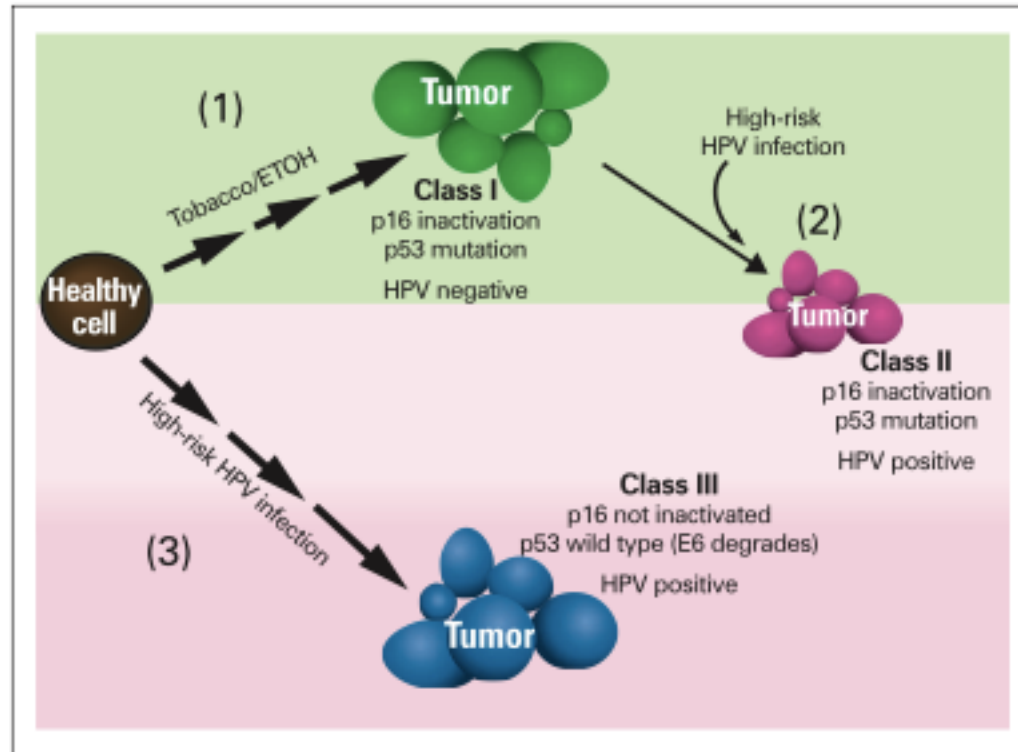 (1)
Tobacco/ETOH
Tumor
Class I
p16 inactivation
p53 mutation
HPV negative
High-risk
HPV infection
(2)
Tumor
Class II
p16 inactivation
p53 mutation
HPV positive
Healthy
cell
High-risk HPV infection
(3)
Class III
p16 not inactivated
p53 wild type (E6 degrades)
HPV positive
Tumor